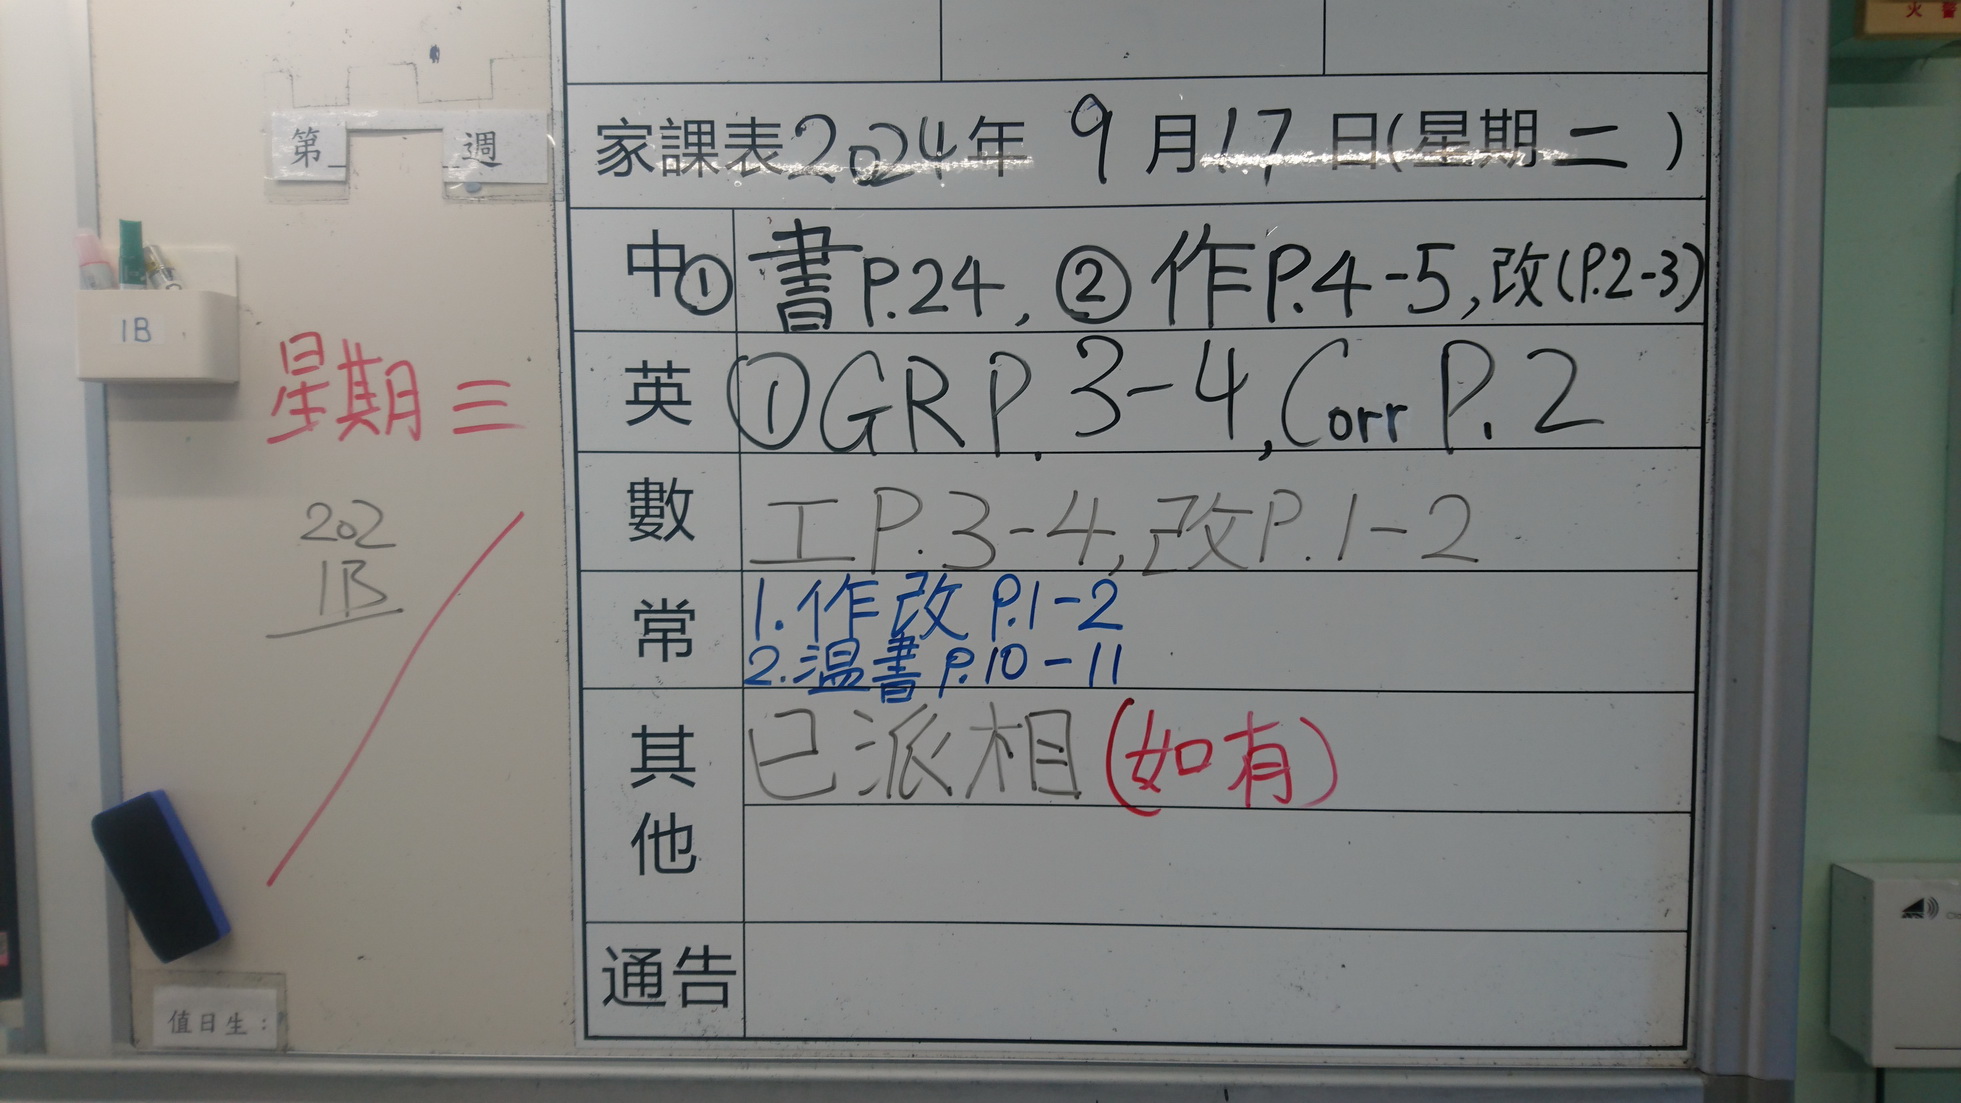 火 警
第 週
1B
星期三
202
1B
值日生：
家課表2024年 9月17日(星期二)
中 ①書P.24, ②作P.4-5,改(P.2-3)
英 ①GR P.3-4,Corr P.2
數 工P.3-4,改P.1-2
常 1.作改 P.1-2
2.温書 P.10-11
其他 已派相(如有)
通告